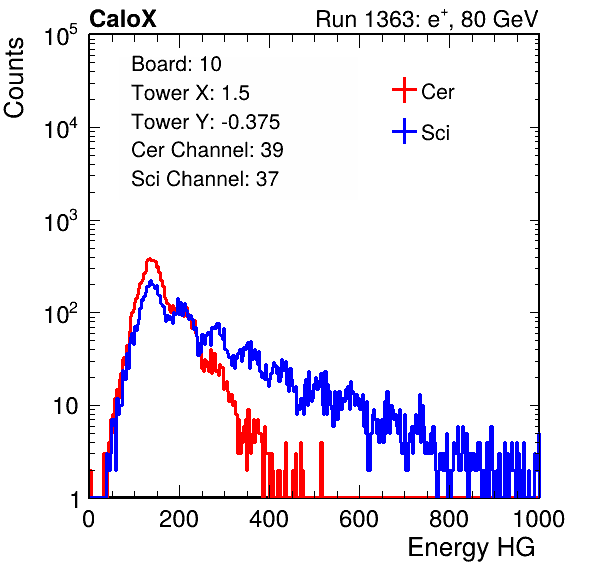 CaloX Run 1363: e⁺, 80 GeV
Counts
10⁵
10⁴
10³
10²
10
1
Board: 10
Tower X: 1.5
Tower Y: -0.375
Cer Channel: 39
Sci Channel: 37
Cer
Sci
0 200 400 600 800 1000
Energy HG